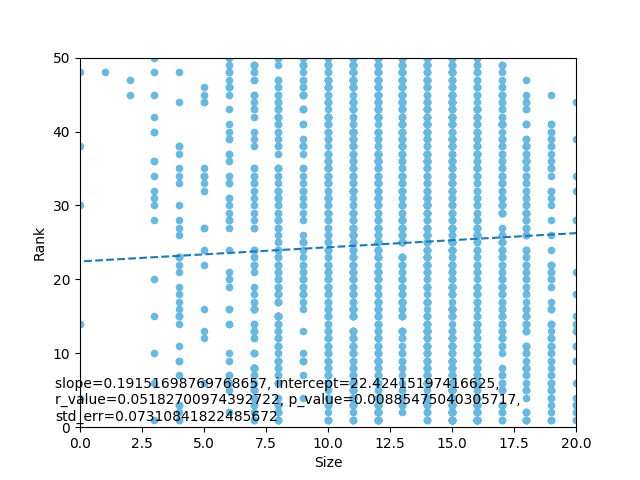 50
40
30
20
10
0
Rank
slope=0.19151698769768657, intercept=22.42415197416625,
r_value=0.05182700974392722, p_value=0.00885475040305717,
std_err=0.07310841822485672
0.0 2.5 5.0 7.5 10.0 12.5 15.0 17.5 20.0
Size